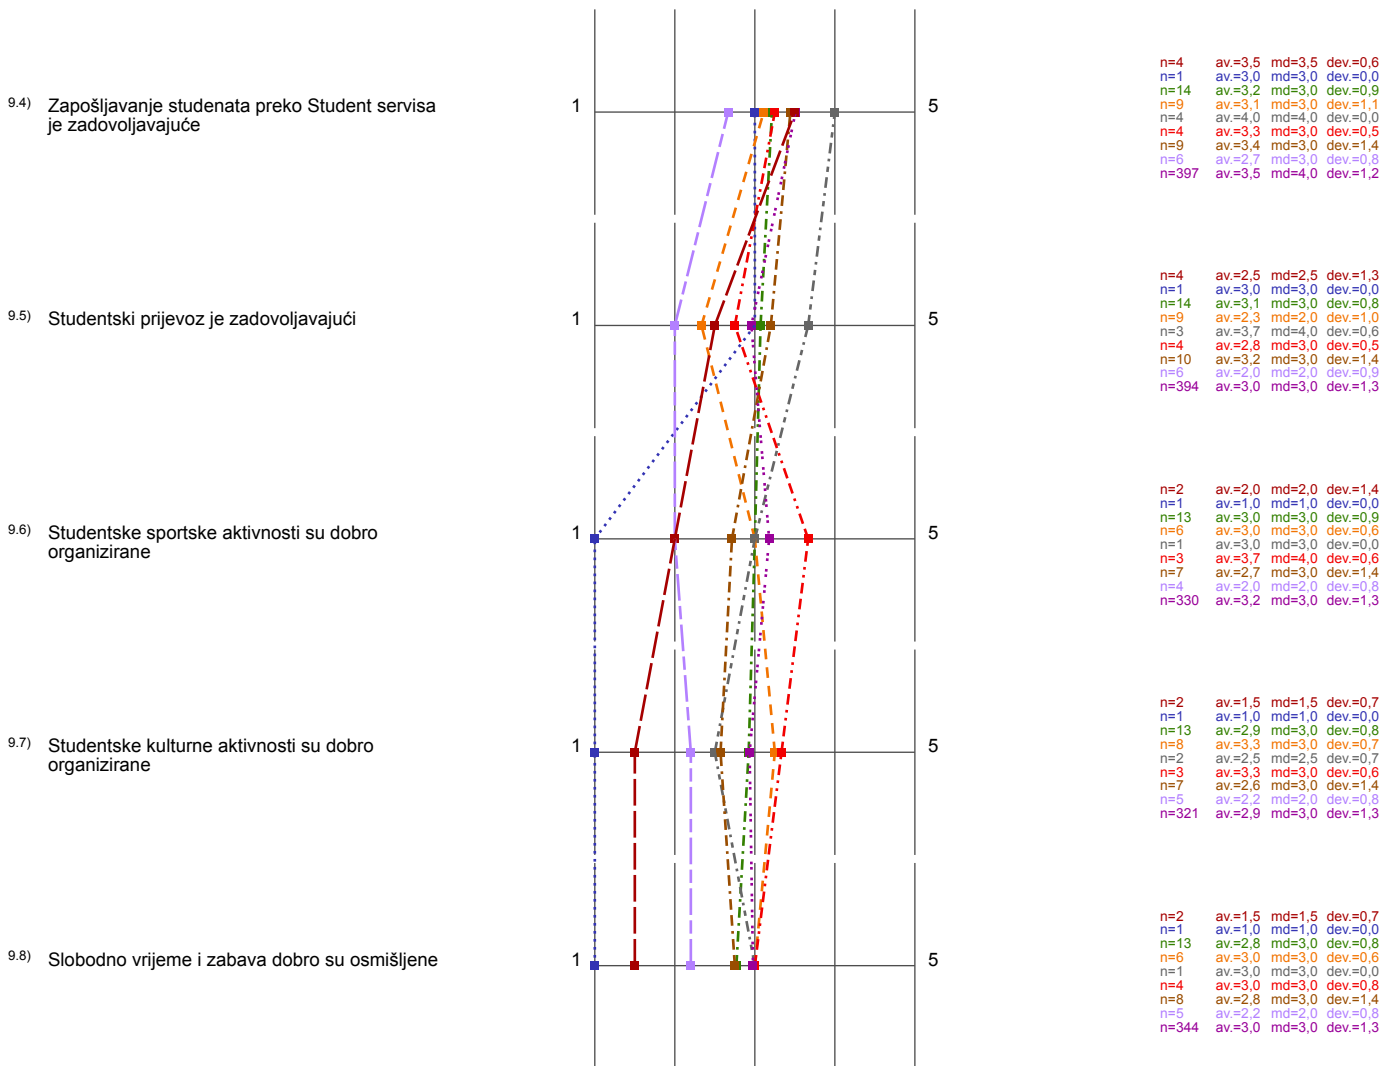 n=4 av.=3,5 md=3,5 dev.=0,6
n=1 av.=3,0 md=3,0 dev.=0,0
n=14 av.=3,2 md=3,0 dev.=0,9
n=9 av.=3,1 md=3,0 dev.=1,1
n=4 av.=4,0 md=4,0 dev.=0,0
n=4 av.=3,3 md=3,0 dev.=0,5
n=9 av.=3,4 md=3,0 dev.=1,4
n=6 av.=2,7 md=3,0 dev.=0,8
n=397 av.=3,5 md=4,0 dev.=1,2
9.4) Zapošljavanje studenata preko Student servisa 1 5
je zadovoljavajuće
n=4 av.=2,5 md=2,5 dev.=1,3
n=1 av.=3,0 md=3,0 dev.=0,0
n=14 av.=3,1 md=3,0 dev.=0,8
n=9 av.=2,3 md=2,0 dev.=1,0
n=3 av.=3,7 md=4,0 dev.=0,6
n=4 av.=2,8 md=3,0 dev.=0,5
n=10 av.=3,2 md=3,0 dev.=1,4
n=6 av.=2,0 md=2,0 dev.=0,9
n=394 av.=3,0 md=3,0 dev.=1,3
9.5) Studentski prijevoz je zadovoljavajući 1 5
n=2 av.=2,0 md=2,0 dev.=1,4
n=1 av.=1,0 md=1,0 dev.=0,0
n=13 av.=3,0 md=3,0 dev.=0,9
n=6 av.=3,0 md=3,0 dev.=0,6
n=1 av.=3,0 md=3,0 dev.=0,0
n=3 av.=3,7 md=4,0 dev.=0,6
n=7 av.=2,7 md=3,0 dev.=1,4
n=4 av.=2,0 md=2,0 dev.=0,8
n=330 av.=3,2 md=3,0 dev.=1,3
9.6) Studentske sportske aktivnosti su dobro 1 5
organizirane
n=2 av.=1,5 md=1,5 dev.=0,7
n=1 av.=1,0 md=1,0 dev.=0,0
n=13 av.=2,9 md=3,0 dev.=0,8
n=8 av.=3,3 md=3,0 dev.=0,7
n=2 av.=2,5 md=2,5 dev.=0,7
n=3 av.=3,3 md=3,0 dev.=0,6
n=7 av.=2,6 md=3,0 dev.=1,4
n=5 av.=2,2 md=2,0 dev.=0,8
n=321 av.=2,9 md=3,0 dev.=1,3
9.7) Studentske kulturne aktivnosti su dobro 1 5
organizirane
n=2 av.=1,5 md=1,5 dev.=0,7
n=1 av.=1,0 md=1,0 dev.=0,0
n=13 av.=2,8 md=3,0 dev.=0,8
n=6 av.=3,0 md=3,0 dev.=0,6
n=1 av.=3,0 md=3,0 dev.=0,0
n=4 av.=3,0 md=3,0 dev.=0,8
n=8 av.=2,8 md=3,0 dev.=1,4
n=5 av.=2,2 md=2,0 dev.=0,8
n=344 av.=3,0 md=3,0 dev.=1,3
9.8) Slobodno vrijeme i zabava dobro su osmišljene 1 5